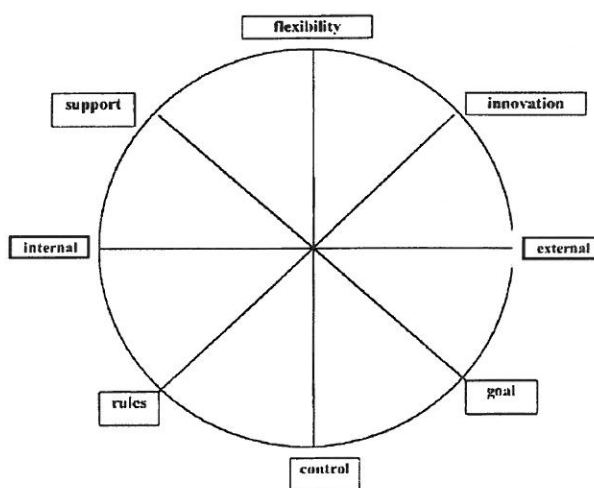 flexibility
support
innovation
internal
external
rules
goal
control